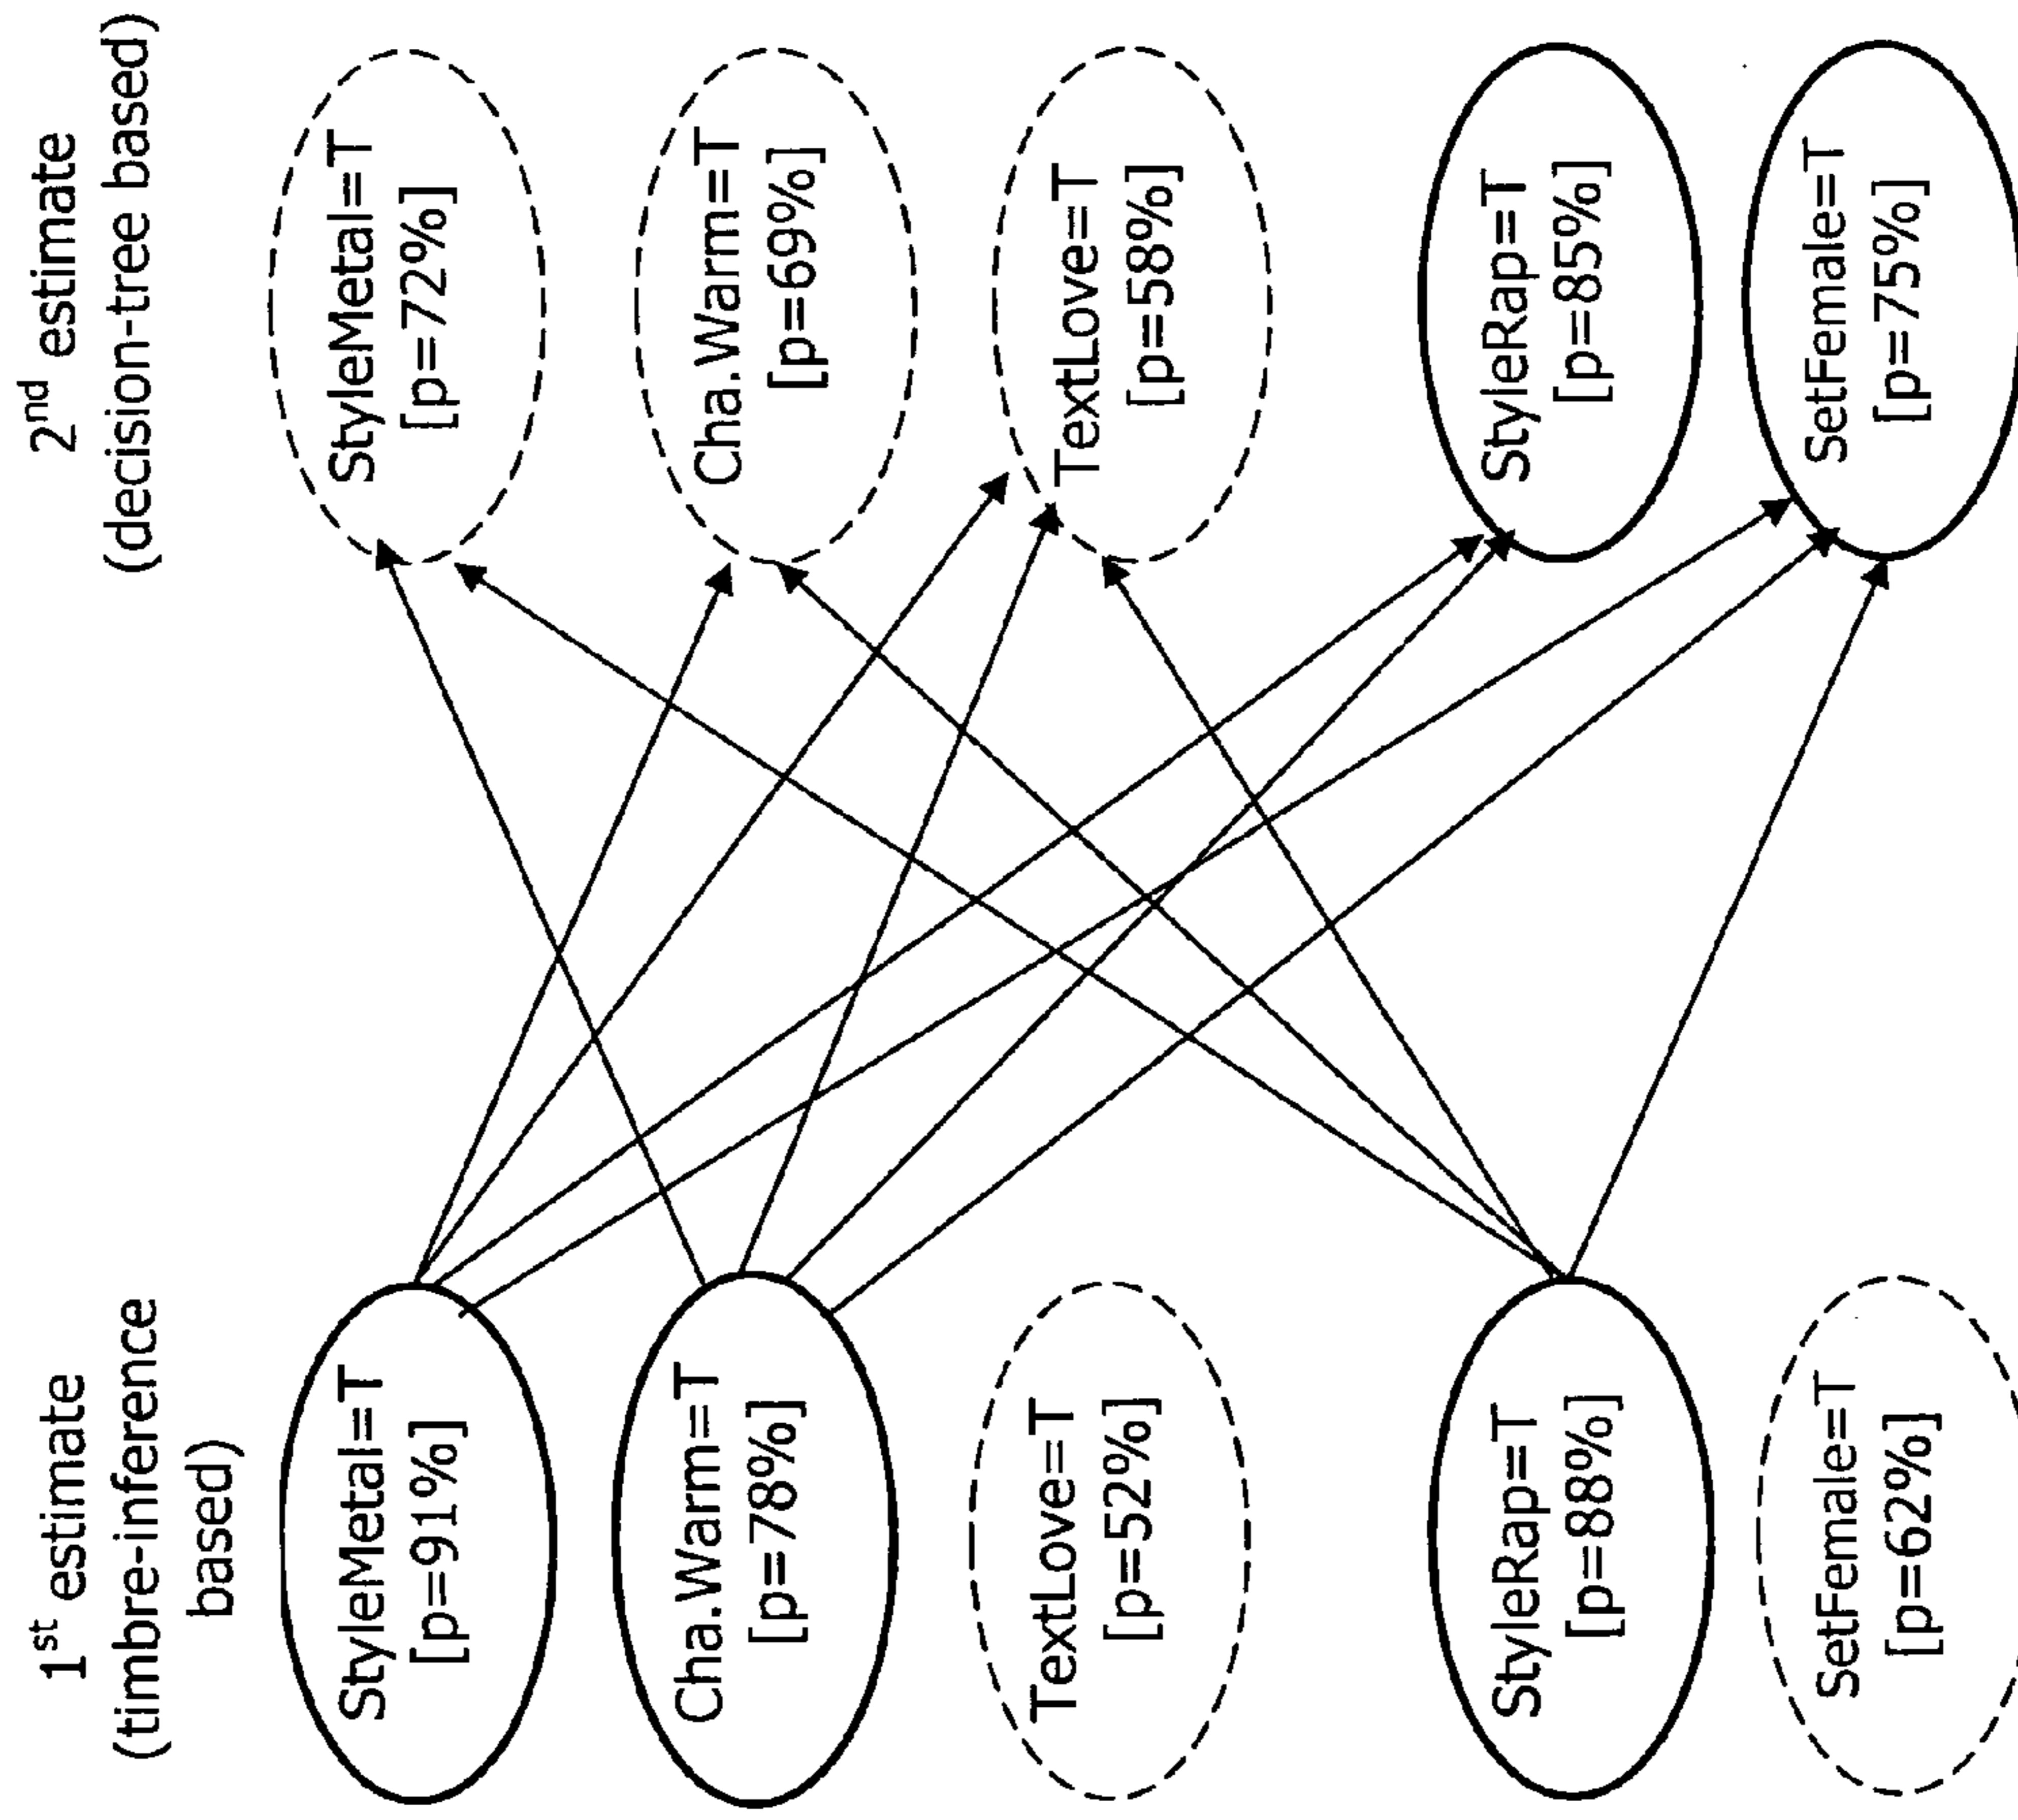 1st estimate
(timbre-inference
based)
StyleMetal=T
[p=91%]
Cha.Warm=T
[p=78%]
TextLove=T
[p=52%]
StyleRap=T
[p=88%]
SetFemale=T
[p=62%]
2nd estimate
(decision-tree based)
StyleMetal=T
[p=72%]
Cha.Warm=T
[p=69%]
TextLove=T
[p=58%]
StyleRap=T
[p=85%]
SetFemale=T
[p=75%]